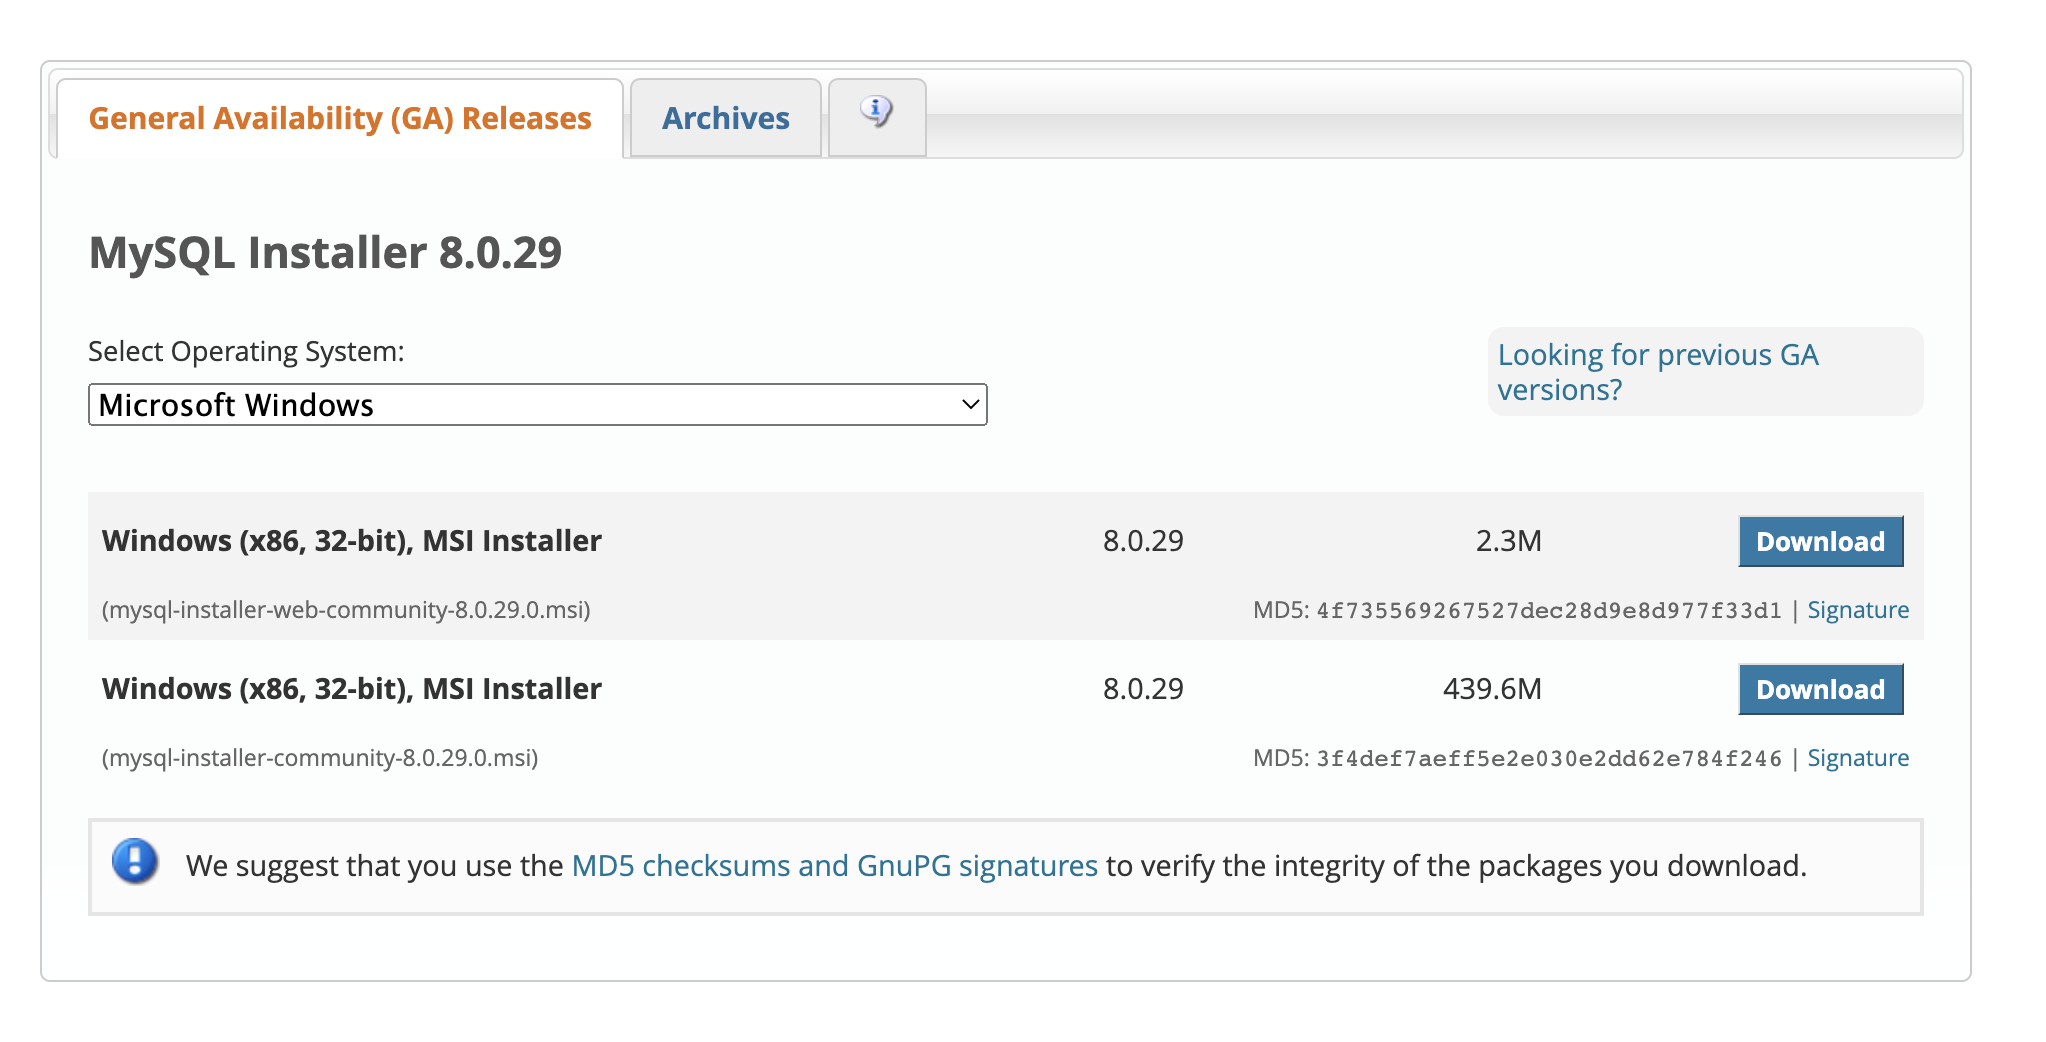 General Availability (GA) Releases
Archives
MySQL Installer 8.0.29
Select Operating System:
Microsoft Windows
Looking for previous GA
versions?
Windows (x86, 32-bit), MSI Installer 8.0.29 2.3M Download
(mysql-installer-web-community-8.0.29.0.msi) MD5: 4f735569267527dec28d9e8d977f33d1 | Signature
Windows (x86, 32-bit), MSI Installer 8.0.29 439.6M Download
(mysql-installer-community-8.0.29.0.msi) MD5: 3f4def7aeff5e2e030e2dd62e784f246 | Signature
We suggest that you use the MD5 checksums and GnuPG signatures to verify the integrity of the packages you download.